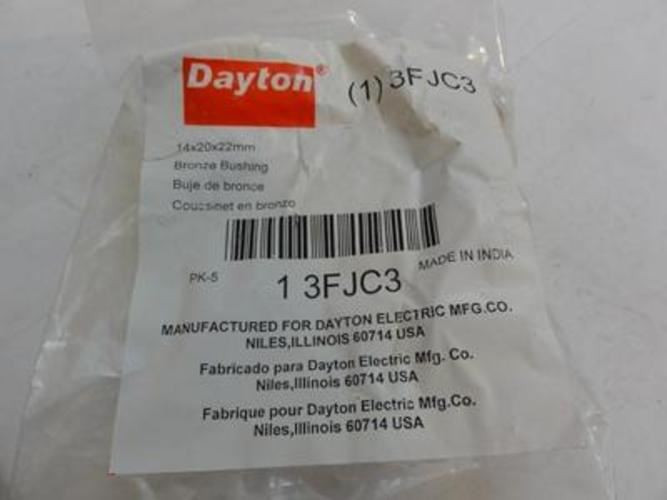 Dayton®
(1) 3FJC3
14x20x22mm
Bronze Bushing
Buje de bronce
Coussinet en bronzo
PK-5
1 3FJC3
MADE IN INDIA
MANUFACTURED FOR DAYTON ELECTRIC MFG.CO.
NILES,ILLINOIS 60714 USA
Fabricado para Dayton Electric Mfg. Co.
Niles,Illinois 60714 USA
Fabrique pour Dayton Electric Mfg.Co.
Niles,Illinois 60714 USA